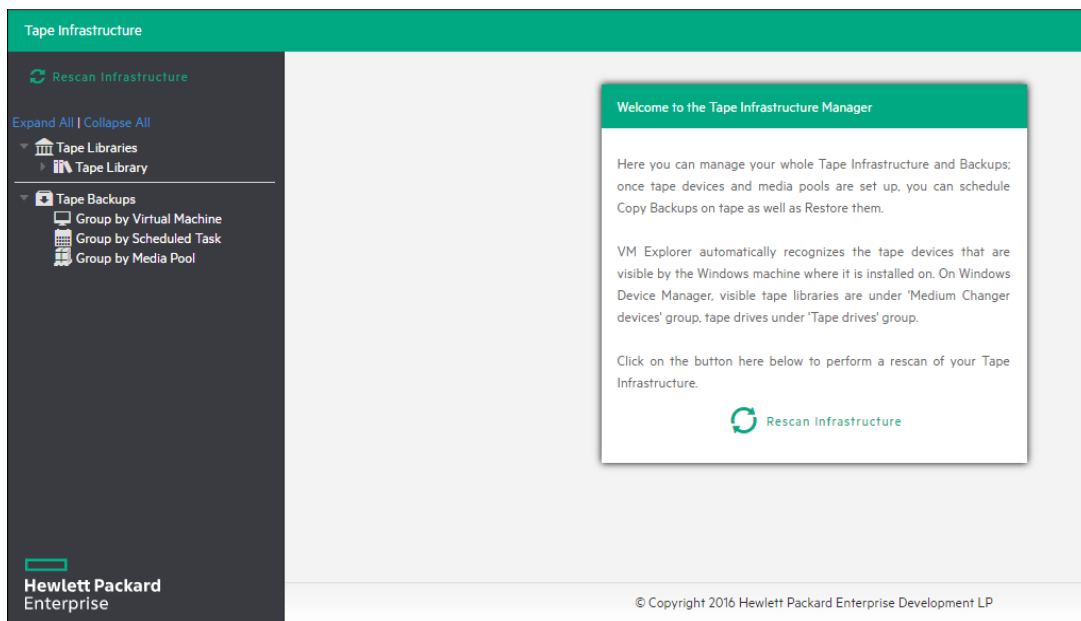 Tape Infrastructure
Rescan Infrastructure
Expand All | Collapse All
Tape Libraries
Tape Library
Tape Backups
Group by Virtual Machine
Group by Scheduled Task
Group by Media Pool
Hewlett Packard
Enterprise
Welcome to the Tape Infrastructure Manager
Here you can manage your whole Tape Infrastructure and Backups;
once tape devices and media pools are set up, you can schedule
Copy Backups on tape as well as Restore them.
VM Explorer automatically recognizes the tape devices that are
visible by the Windows machine where it is installed on. On Windows
Device Manager, visible tape libraries are under 'Medium Changer
devices' group, tape drives under 'Tape drives' group.
Click on the button here below to perform a rescan of your Tape
Infrastructure.
Rescan Infrastructure
© Copyright 2016 Hewlett Packard Enterprise Development LP